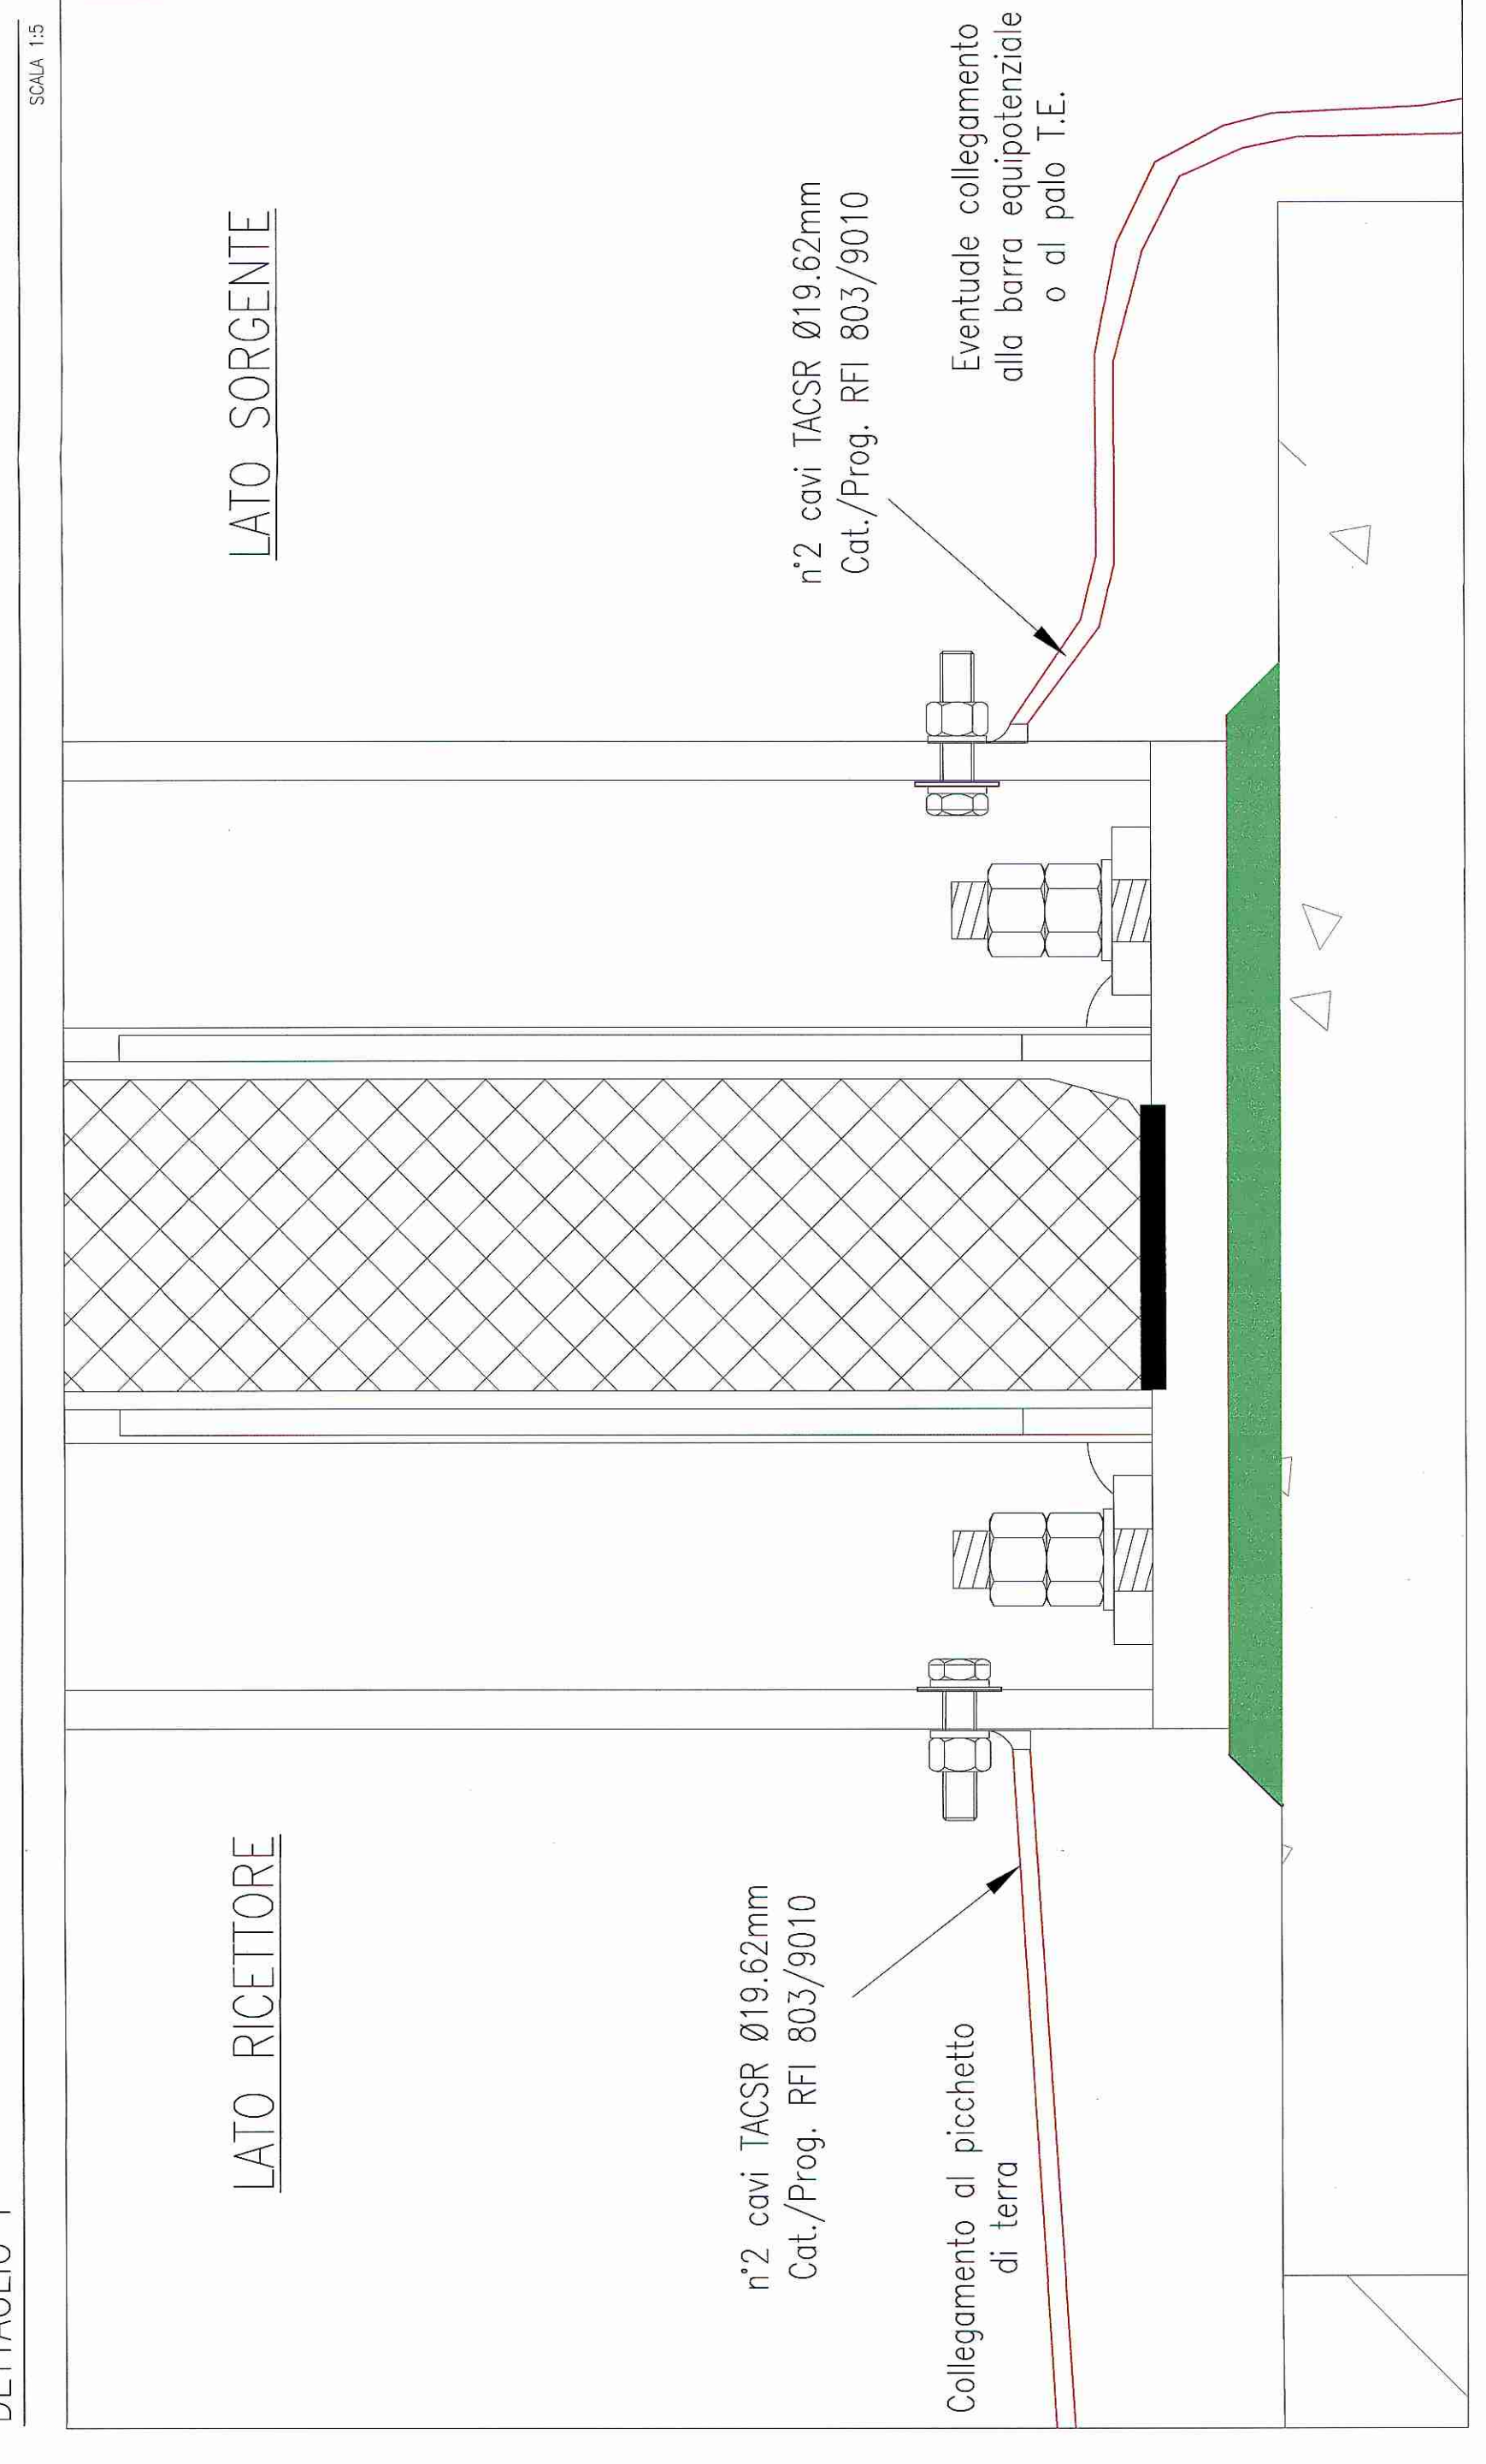 SCALA 1:5
LATO RICETTORE
LATO SORGENTE
n°2 cavi TACSR Ø19.62mm
Cat./Prog. RFI 803/9010
Collegamento al picchetto
di terra
n°2 cavi TACSR Ø19.62mm
Cat./Prog. RFI 803/9010
Eventuale collegamento
alla barra equipotenziale
o al palo T.E.